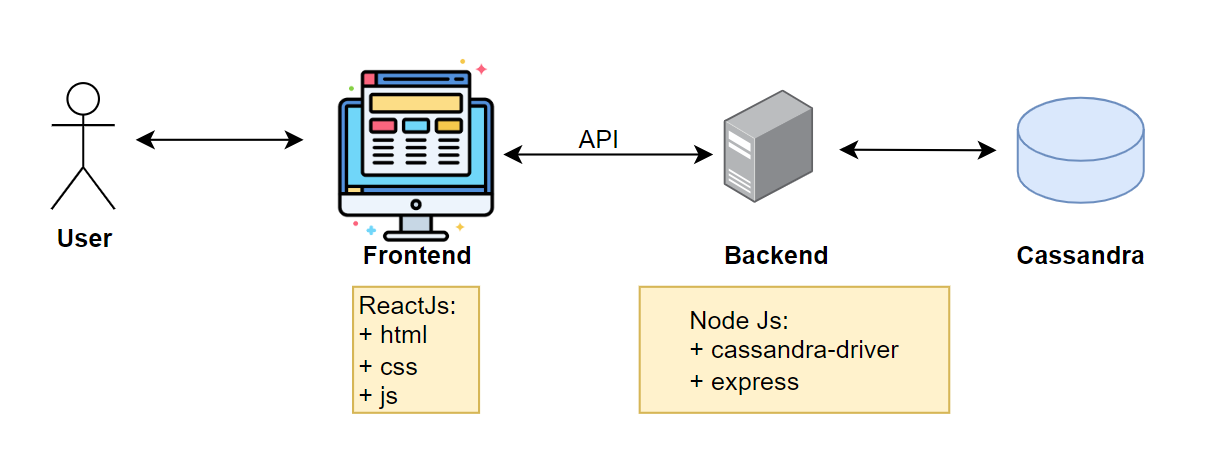 API
User
Frontend
Backend
Cassandra
ReactJs:
+ html
+ css
+ js
Node Js:
+ cassandra-driver
+ express